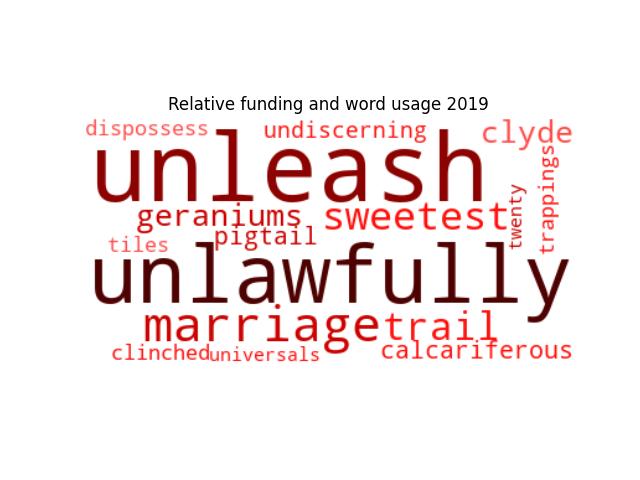 Relative funding and word usage 2019
dispossess undiscerning clyde
unleash
trappings
geraniums sweetest
twenty
pigtail
tiles
unlawfully
marriage trail
clinched universals calcariferous